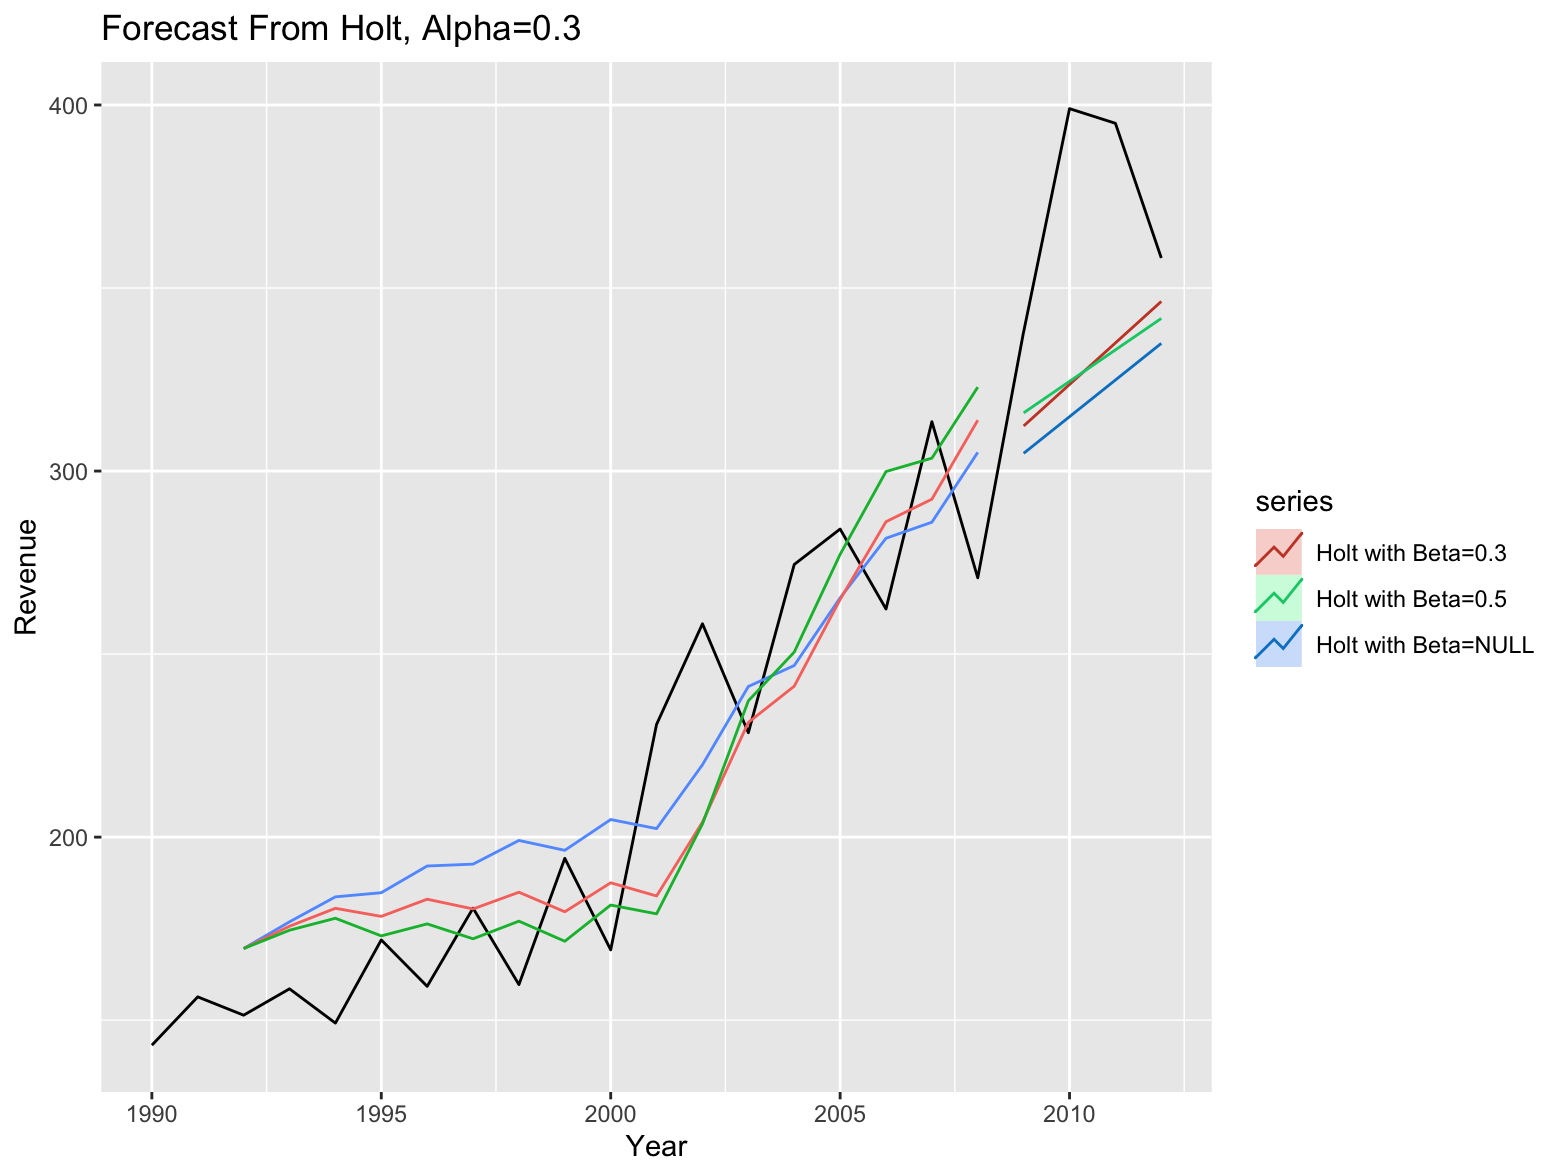 Forecast From Holt, Alpha=0.3
400
300
200
Revenue
1990
1995
2000
2005
2010
Year
series
Holt with Beta=0.3
Holt with Beta=0.5
Holt with Beta=NULL